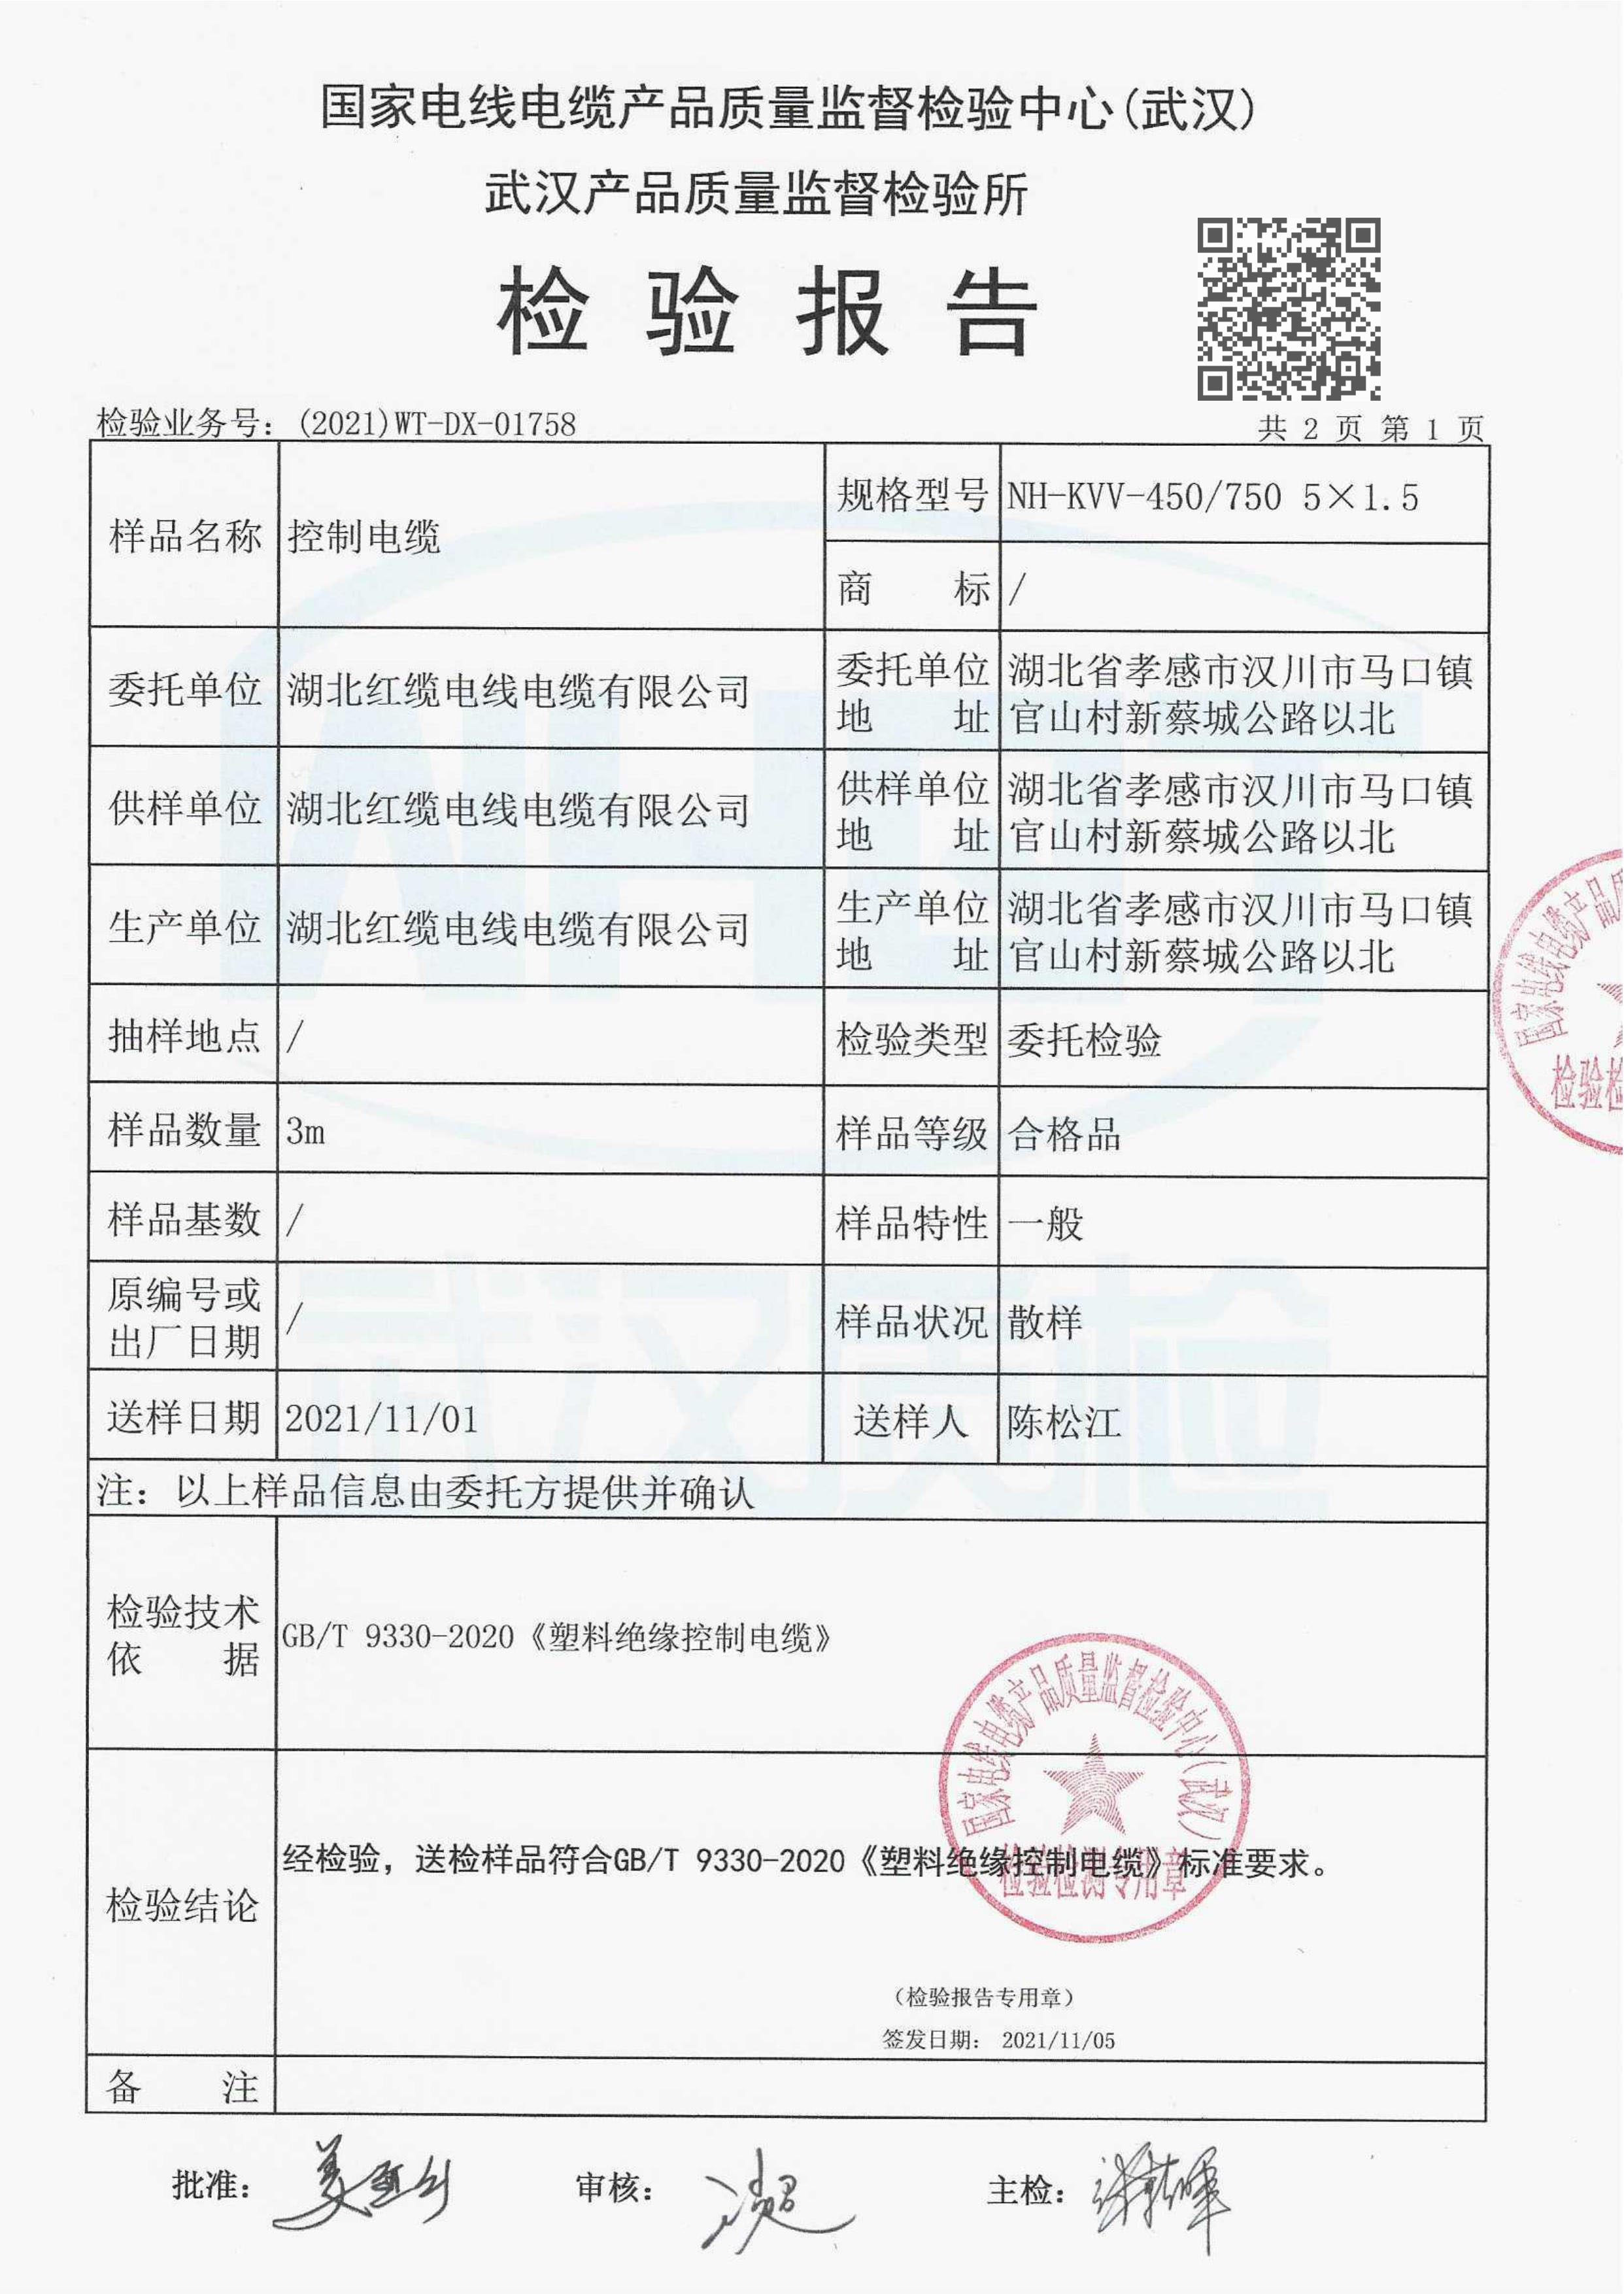 国家电线电缆产品质量监督检验中心(武汉)
武汉产品质量监督检验所
检验报告
检验业务号：(2021)WT-DX-01758
共 2 页 第 1 页
样品名称 控制电缆
规格型号 NH-KVV-450/750 5×1.5
商标 /
委托单位 湖北红缆电线电缆有限公司
委托单位地址 湖北省孝感市汉川市马口镇
官山村新蔡城公路以北
供样单位 湖北红缆电线电缆有限公司
供样单位地址 湖北省孝感市汉川市马口镇
官山村新蔡城公路以北
生产单位 湖北红缆电线电缆有限公司
生产单位地址 湖北省孝感市汉川市马口镇
官山村新蔡城公路以北
抽样地点 / 检验类型 委托检验
样品数量 3m 样品等级 合格品
样品基数 / 样品特性 一般
原编号或
出厂日期 / 样品状况 散样
送样日期 2021/11/01 送样人 陈松江
注：以上样品信息由委托方提供并确认
检验技术
依据 GB/T 9330-2020《塑料绝缘控制电缆》
国家电线电缆产品质量监督检验中心(武汉)
检验检测专用章
检验结论 经检验，送检样品符合GB/T 9330-2020《塑料绝缘控制电缆》标准要求。
（检验报告专用章）
签发日期： 2021/11/05
备注
批准： 审核： 主检：
国家电线电缆产品质
检验检
武汉质检